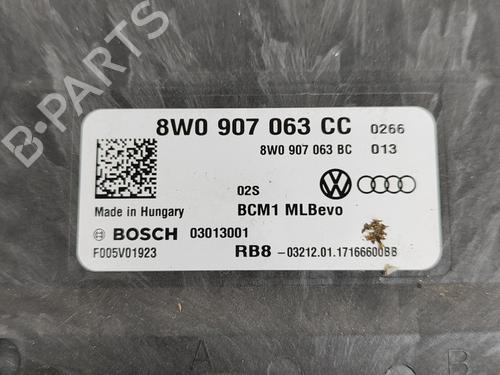 8W0 907 063 CC 0266
8W0 907 063 BC 013
02S
Made in Hungary BCM1 MLBevo
BOSCH 03013001
F005V01923 RB8 -03212.01.17166600BB
B-PARTS
A B